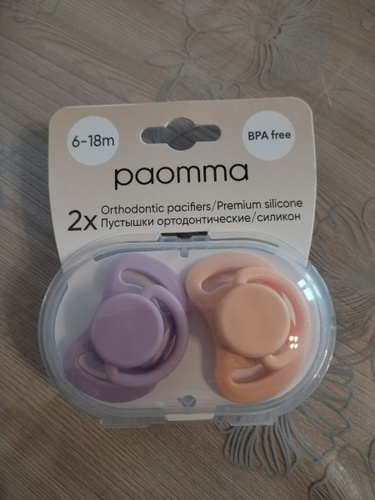 6-18m
BPA free
paomma
2x
Orthodontic pacifiers/Premium silicone
Пустышки ортодонтические/силикон